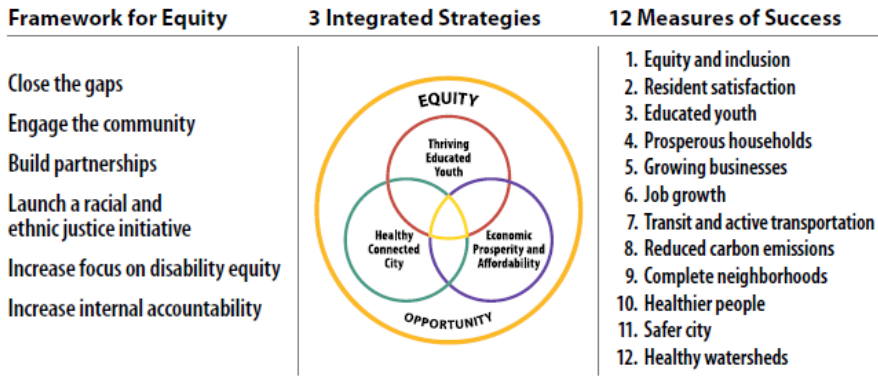 Framework for Equity
Close the gaps
Engage the community
Build partnerships
Launch a racial and
ethnic justice initiative
Increase focus on disability equity
Increase internal accountability
3 Integrated Strategies
EQUITY
Thriving
Educated
Youth
Healthy
Connected
City
Economic
Prosperity and
Affordability
OPPORTUNITY
12 Measures of Success
1. Equity and inclusion
2. Resident satisfaction
3. Educated youth
4. Prosperous households
5. Growing businesses
6. Job growth
7. Transit and active transportation
8. Reduced carbon emissions
9. Complete neighborhoods
10. Healthier people
11. Safer city
12. Healthy watersheds